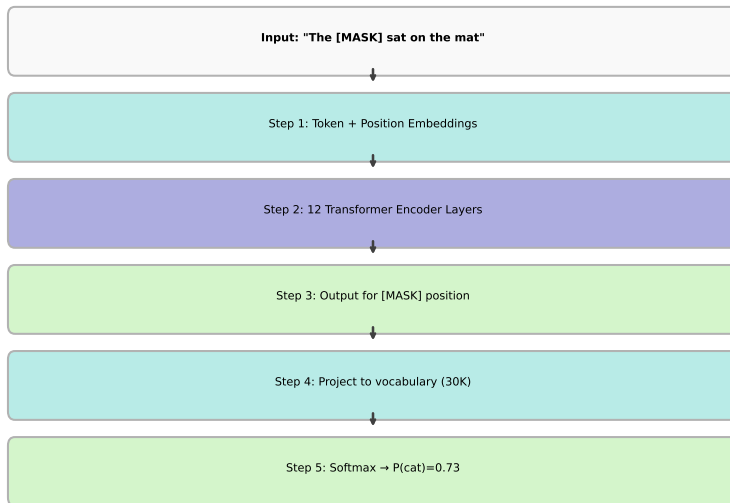 Input: "The [MASK] sat on the mat"
Step 1: Token + Position Embeddings
Step 2: 12 Transformer Encoder Layers
Step 3: Output for [MASK] position
Step 4: Project to vocabulary (30K)
Step 5: Softmax → P(cat)=0.73